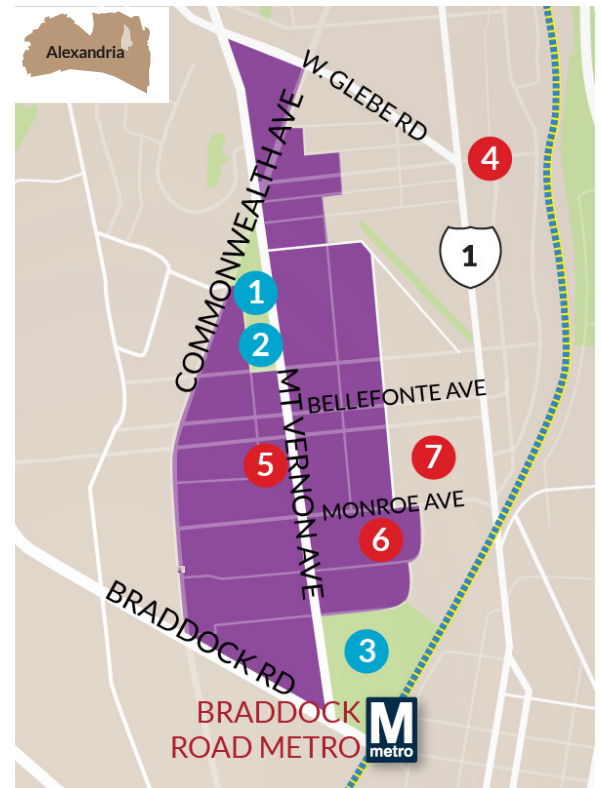 Alexandria
W. GLEBE RD
COMMONWEALTH AVE
4
1
1
2
MT VERNON AVE
BELLEFONTE AVE
5
7
MONROE AVE
6
BRADDOCK RD
3
BRADDOCK
ROAD METRO
M
metro